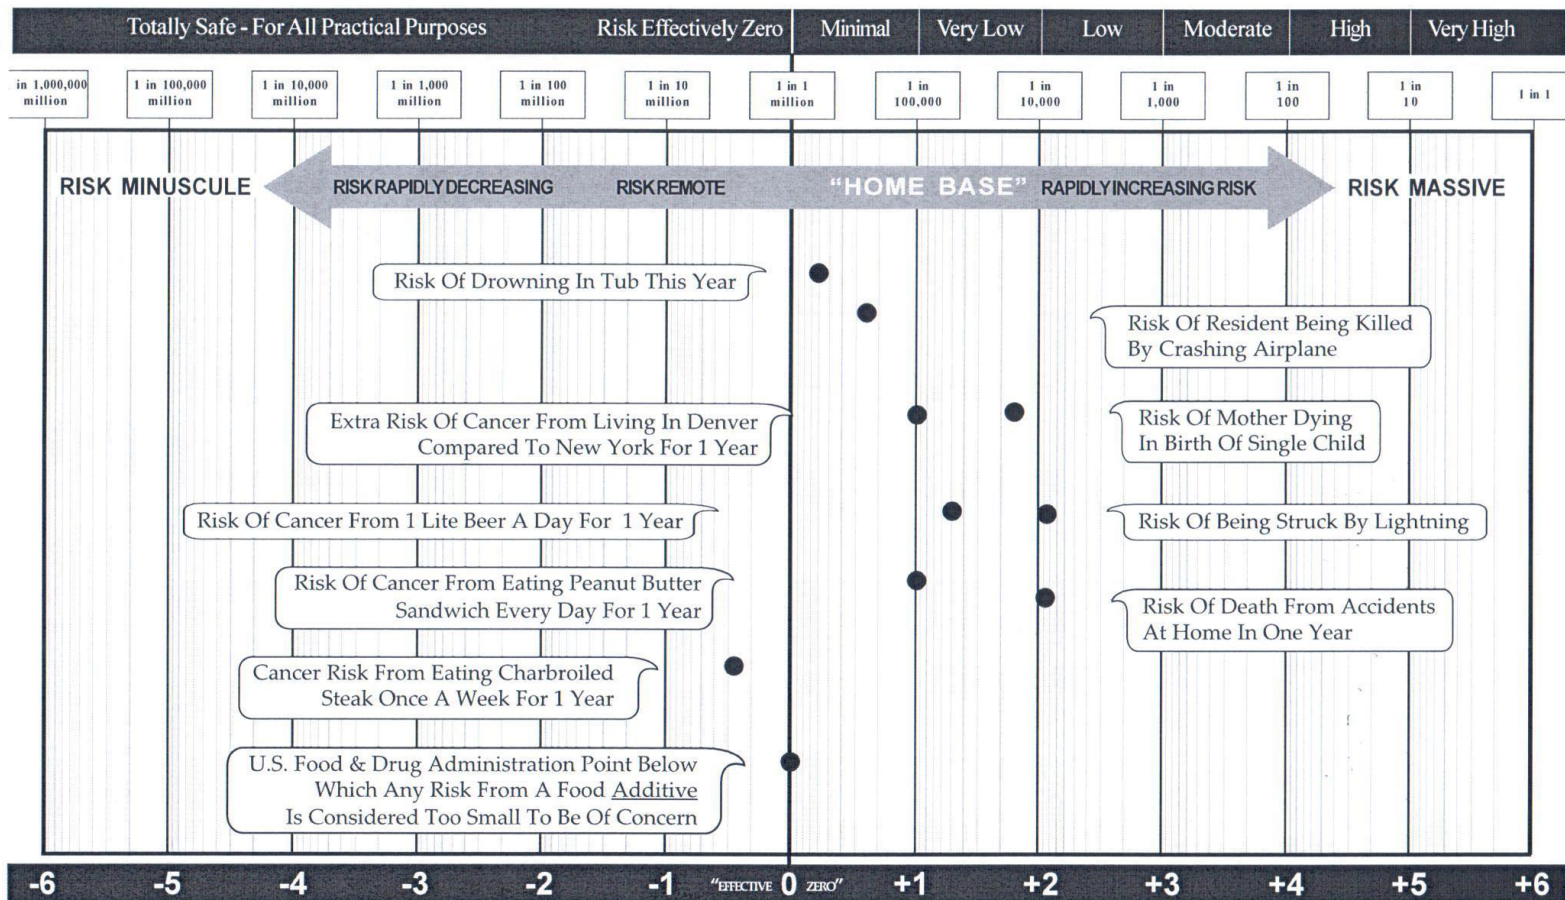 Totally Safe - For All Practical Purposes
Risk Effectively Zero
Minimal
Very Low
Low
Moderate
High
Very High
in 1,000,000
million
1 in 100,000
million
1 in 10,000
million
1 in 1,000
million
1 in 100
million
1 in 10
million
1 in 1
million
1 in
100,000
1 in
10,000
1 in
1,000
1 in
100
1 in
10
1 in 1
RISK MINUSCULE
RISK RAPIDLY DECREASING
RISK REMOTE
"HOME BASE"
RAPIDLY INCREASING RISK
RISK MASSIVE
Risk Of Drowning In Tub This Year
Risk Of Resident Being Killed
By Crashing Airplane
Extra Risk Of Cancer From Living In Denver
Compared To New York For 1 Year
Risk Of Mother Dying
In Birth Of Single Child
Risk Of Cancer From 1 Lite Beer A Day For 1 Year
Risk Of Being Struck By Lightning
Risk Of Cancer From Eating Peanut Butter
Sandwich Every Day For 1 Year
Risk Of Death From Accidents
At Home In One Year
Cancer Risk From Eating Charbroiled
Steak Once A Week For 1 Year
U.S. Food & Drug Administration Point Below
Which Any Risk From A Food Additive
Is Considered Too Small To Be Of Concern
-6 -5 -4 -3 -2 -1 "EFFECTIVE 0 ZERO" +1 +2 +3 +4 +5 +6